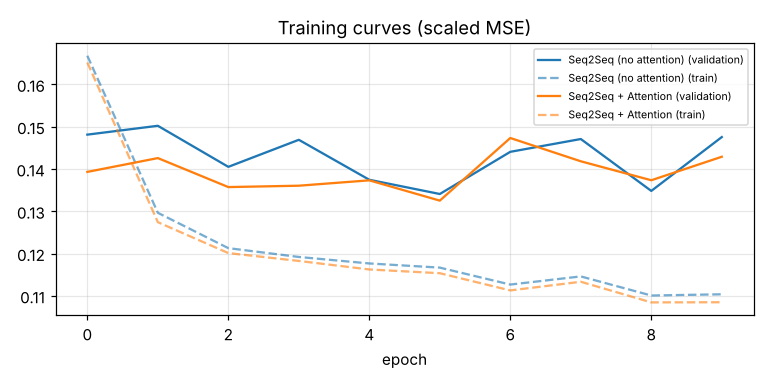 Training curves (scaled MSE)
Seq2Seq (no attention) (validation)
Seq2Seq (no attention) (train)
Seq2Seq + Attention (validation)
Seq2Seq + Attention (train)
0.16
0.15
0.14
0.13
0.12
0.11
0 2 4 6 8
epoch